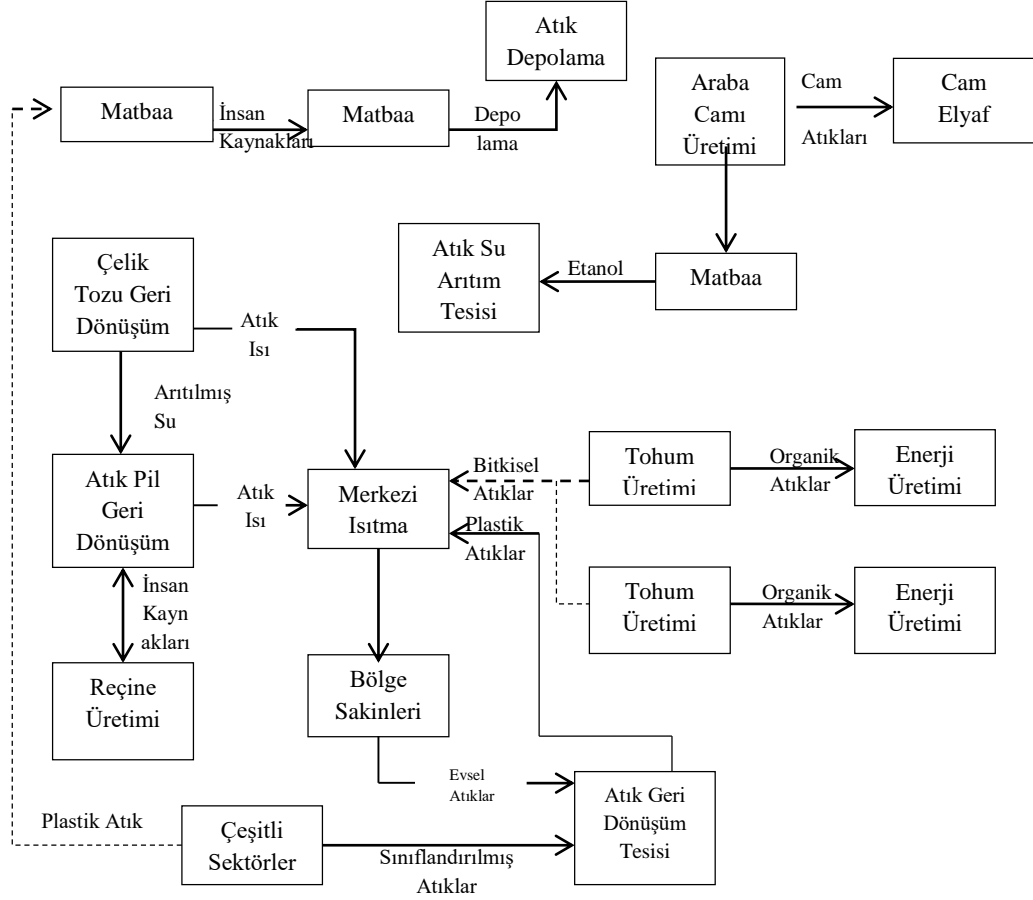 Atık
Depolama
Matbaa
İnsan
Kaynakları
Matbaa
Depo
lama
Araba
Camı
Üretimi
Cam
Atıkları
Cam
Elyaf
Çelik
Tozu Geri
Dönüşüm
Atık
Isı
Atık Su
Arıtım
Tesisi
Etanol
Matbaa
Arıtılmış
Su
Atık Pil
Geri
Dönüşüm
Atık
Isı
Merkezi
Isıtma
Bitkisel
Atıklar
Plastik
Atıklar
Tohum
Üretimi
Organik
Atıklar
Enerji
Üretimi
İnsan
Kayn
akları
Tohum
Üretimi
Organik
Atıklar
Enerji
Üretimi
Reçine
Üretimi
Bölge
Sakinleri
Evsel
Atıklar
Atık Geri
Dönüşüm
Tesisi
Plastik Atık
Çeşitli
Sektörler
Sınıflandırılmış
Atıklar